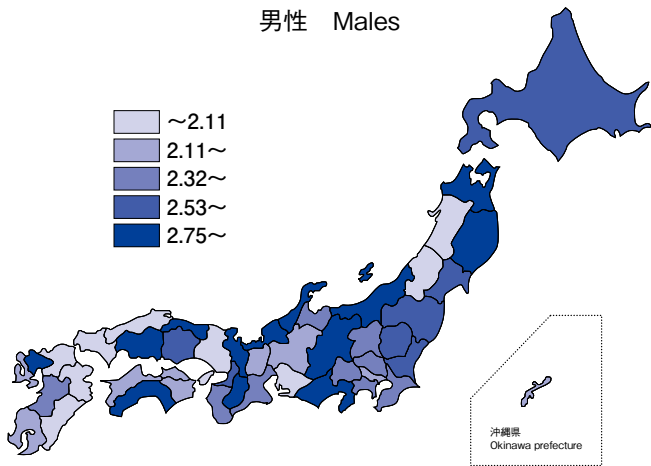 男性　Males
～2.11
2.11～
2.32～
2.53～
2.75～
沖縄県
Okinawa prefecture